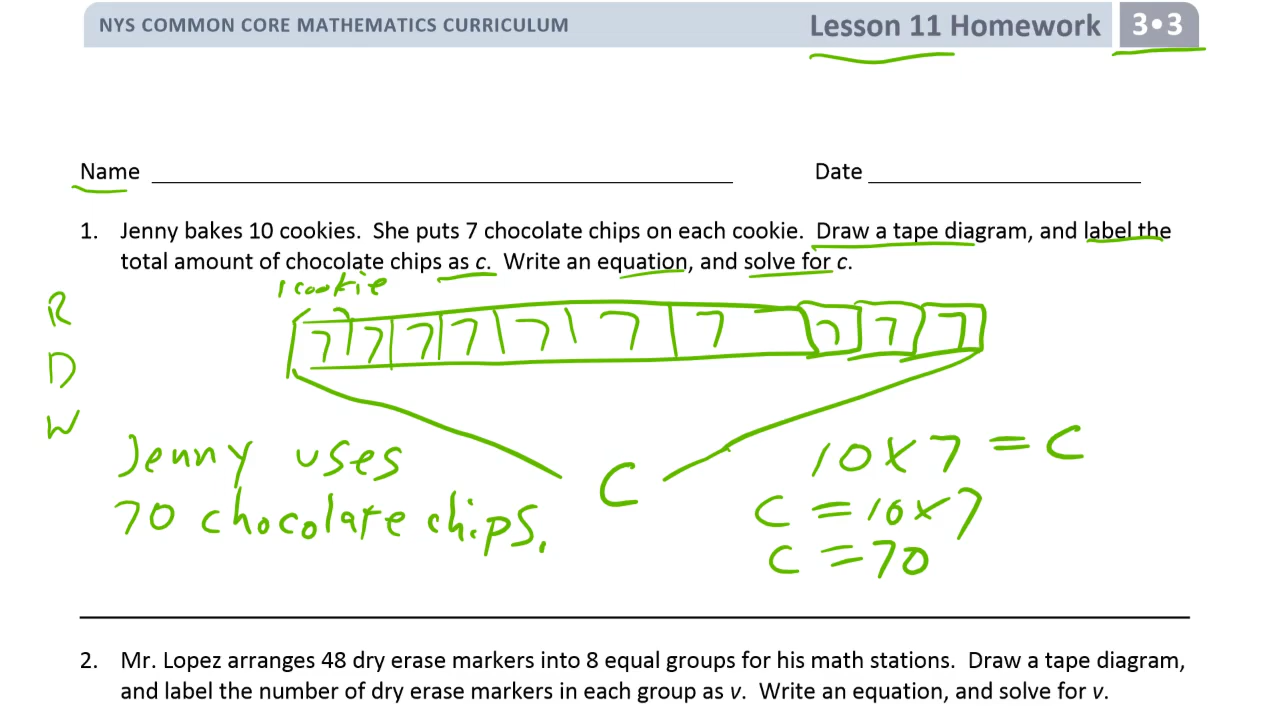 NYS COMMON CORE MATHEMATICS CURRICULUM Lesson 11 Homework 3•3
Name Date
1. Jenny bakes 10 cookies. She puts 7 chocolate chips on each cookie. Draw a tape diagram, and label the
total amount of chocolate chips as c. Write an equation, and solve for c.
1 cookie
R
D
W
7 7 7 7 7 7 7 7 7 7
C
Jenny uses
70 chocolate chips.
10 x 7 = C
C = 10 x 7
C = 70
2. Mr. Lopez arranges 48 dry erase markers into 8 equal groups for his math stations. Draw a tape diagram,
and label the number of dry erase markers in each group as v. Write an equation, and solve for v.